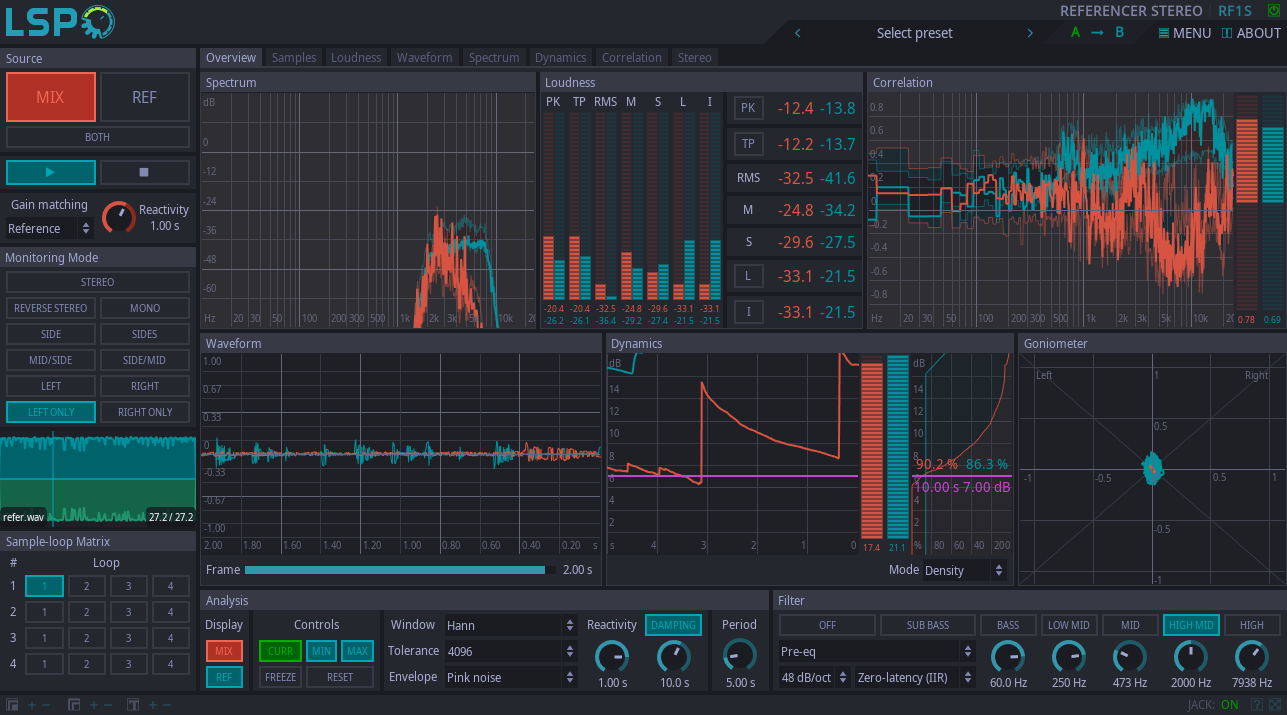 LSP
REFERENCER STEREO RF1S
Select preset
A → B
MENU ABOUT
Source
MIX REF
BOTH
Gain matching
Reference
Reactivity
1.00 s
Monitoring Mode
STEREO
REVERSE STEREO MONO
SIDE SIDES
MID/SIDE SIDE/MID
LEFT RIGHT
LEFT ONLY RIGHT ONLY
refer.wav 27.2 / 27.2
Sample-loop Matrix
# Loop
1 1 2 3 4
2 1 2 3 4
3 1 2 3 4
4 1 2 3 4
Overview Samples Loudness Waveform Spectrum Dynamics Correlation Stereo
Spectrum
dB
0
-12
-24
-36
-48
-60
Hz 20 30 50 100 200 300 500 1k 2k 3k 5k 10k 20
Loudness
PK TP RMS M S L I
-20.4 -20.4 -32.5 -24.8 -29.6 -33.1 -33.1
-26.2 -26.1 -36.4 -29.2 -27.4 -21.5 -21.5
PK -12.4 -13.8
TP -12.2 -13.7
RMS -32.5 -41.6
M -24.8 -34.2
S -29.6 -27.5
L -33.1 -21.5
I -33.1 -21.5
Correlation
0.8
0.6
0.4
0.2
0
-0.2
-0.4
-0.6
-0.8
Hz 20 30 50 100 200 300 500 1k 2k 3k 5k 10k 20
0.78 0.69
Waveform
1.00
0.67
0.33
0
-0.33
-0.67
-1.00
2.00 1.80 1.60 1.40 1.20 1.00 0.80 0.60 0.40 0.20 s
Frame 2.00 s
Dynamics
dB
14
12
10
8
6
4
2
s 4 3 2 1 0
17.4 21.1
dB
14
12
10
8
6
4
2
% 80 60 40 200
90.2 % 86.3 %
10.00 s 7.00 dB
Mode Density
Goniometer
Left 1 Right
0.5
-1 -0.5 0.5 1
-0.5
-1
Analysis
Display Controls
MIX CURR MIN MAX
REF FREEZE RESET
Window Hann
Tolerance 4096
Envelope Pink noise
Reactivity DAMPING Period
1.00 s 10.0 s 5.00 s
Filter
OFF SUB BASS BASS LOW MID MID HIGH MID HIGH
Pre-eq
48 dB/oct Zero-latency (IIR)
60.0 Hz 250 Hz 473 Hz 2000 Hz 7938 Hz
JACK: ON